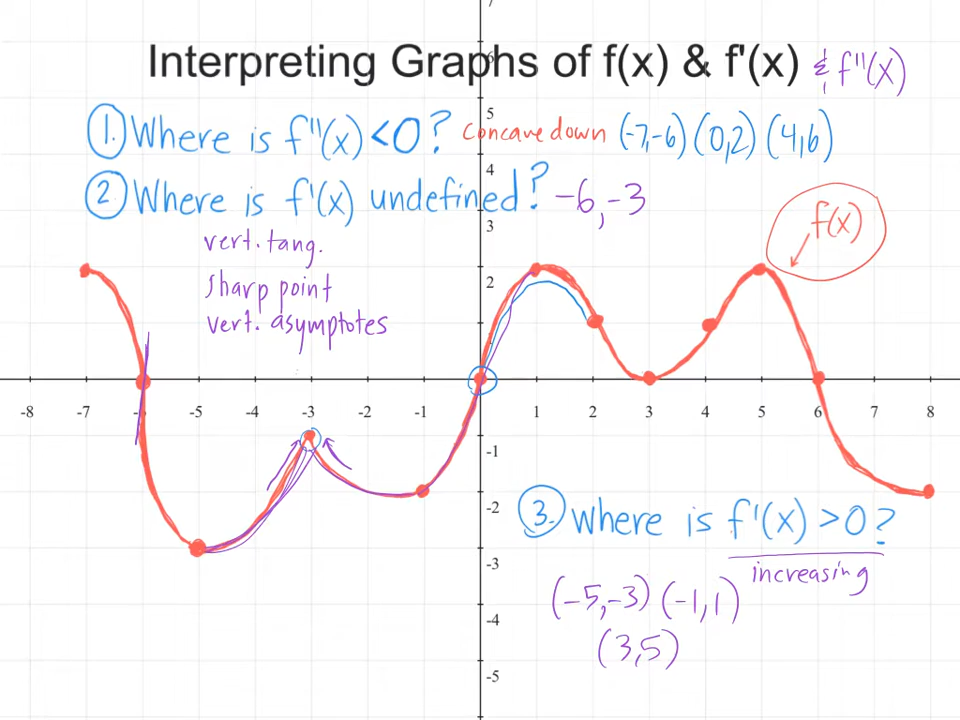 7
Interpreting Graphs of f(x) & f'(x) & f''(x)
6
5
1. Where is f''(x) <0? Concave down (-7,-6) (0,2) (4,6)
4
2 Where is f'(x) undefined? -6, -3
3
f(x)
vert. tang.
2
sharp point
vert. asymptotes
-8 -7 -6 -5 -4 -3 -2 -1 1 2 3 4 5 6 7 8
-1
-2
3. Where is f'(x) >0?
-3
increasing
(-5,-3) (-1,1)
-4
(3,5)
-5